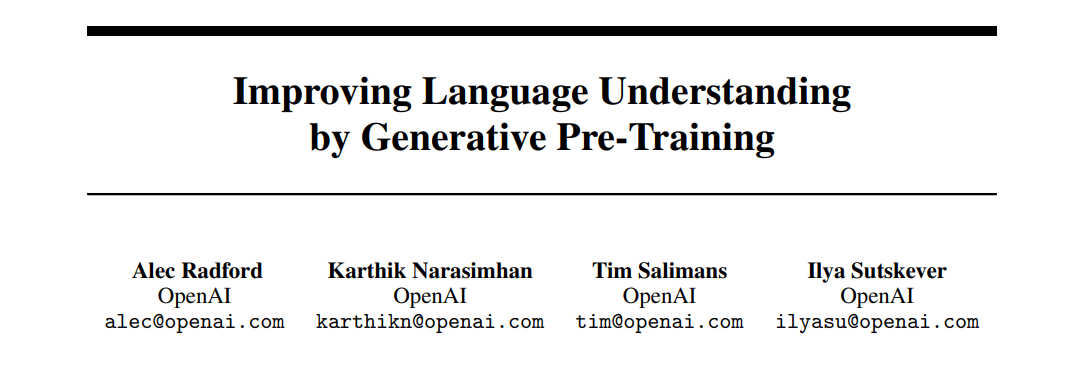 Improving Language Understanding
by Generative Pre-Training
Alec Radford
OpenAI
alec@openai.com
Karthik Narasimhan
OpenAI
karthikn@openai.com
Tim Salimans
OpenAI
tim@openai.com
Ilya Sutskever
OpenAI
ilyasu@openai.com